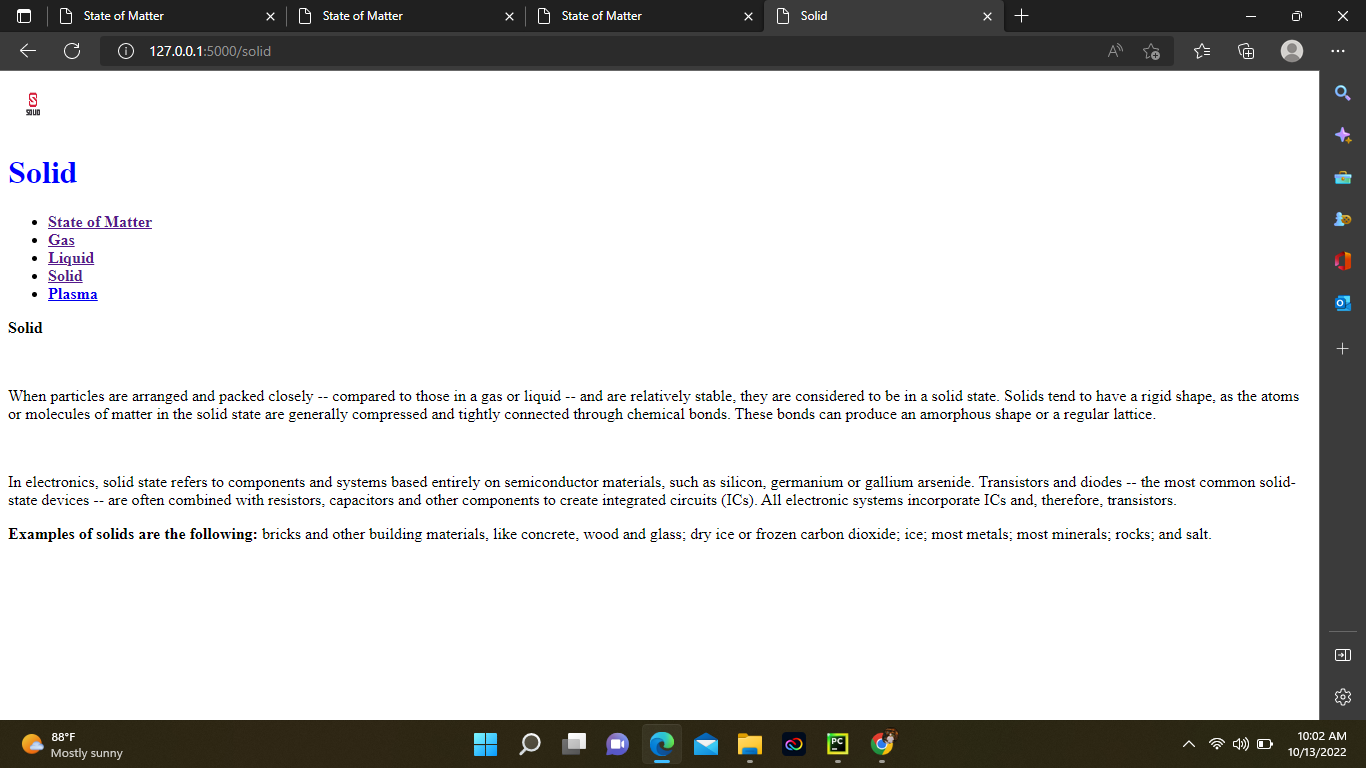 State of Matter
State of Matter
State of Matter
Solid
127.0.0.1:5000/solid
S
SOLID
Solid
State of Matter
Gas
Liquid
Solid
Plasma
Solid
When particles are arranged and packed closely -- compared to those in a gas or liquid -- and are relatively stable, they are considered to be in a solid state. Solids tend to have a rigid shape, as the atoms
or molecules of matter in the solid state are generally compressed and tightly connected through chemical bonds. These bonds can produce an amorphous shape or a regular lattice.
In electronics, solid state refers to components and systems based entirely on semiconductor materials, such as silicon, germanium or gallium arsenide. Transistors and diodes -- the most common solid-
state devices -- are often combined with resistors, capacitors and other components to create integrated circuits (ICs). All electronic systems incorporate ICs and, therefore, transistors.
Examples of solids are the following: bricks and other building materials, like concrete, wood and glass; dry ice or frozen carbon dioxide; ice; most metals; most minerals; rocks; and salt.
88°F
Mostly sunny
PC
10:02 AM
10/13/2022